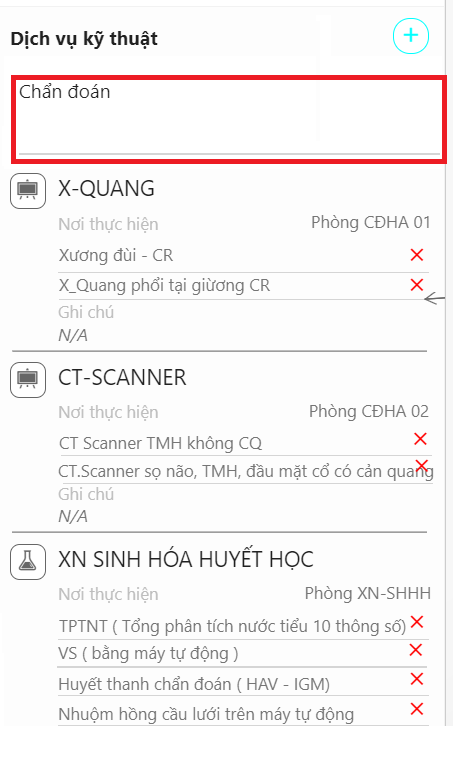 Dịch vụ kỹ thuật
Chẩn đoán
X-QUANG
Nơi thực hiện Phòng CĐHA 01
Xương đùi - CR
X_Quang phổi tại giừơng CR
Ghi chú
N/A
CT-SCANNER
Nơi thực hiện Phòng CĐHA 02
CT Scanner TMH không CQ
CT.Scanner sọ não, TMH, đầu mặt cổ có cản quang
Ghi chú
N/A
XN SINH HÓA HUYẾT HỌC
Nơi thực hiện Phòng XN-SHHH
TPTNT ( Tổng phân tích nước tiểu 10 thông số)
VS ( bằng máy tự động )
Huyết thanh chẩn đoán ( HAV - IGM)
Nhuộm hồng cầu lưới trên máy tự động